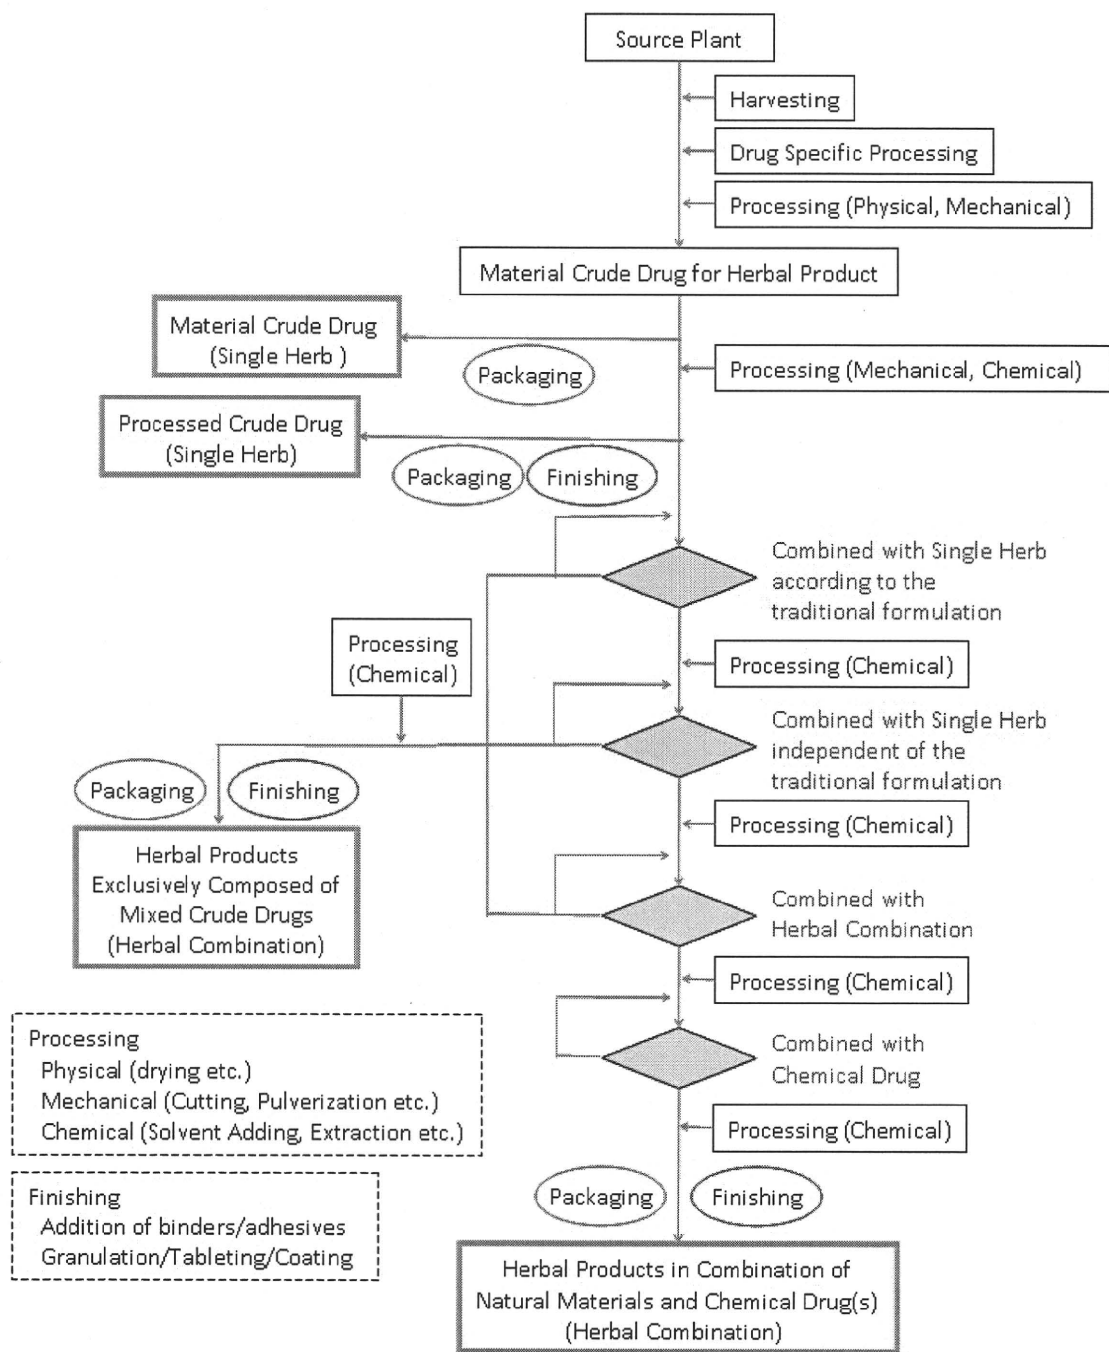 Source Plant
Harvesting
Drug Specific Processing
Processing (Physical, Mechanical)
Material Crude Drug for Herbal Product
Material Crude Drug
(Single Herb )
Packaging
Processing (Mechanical, Chemical)
Processed Crude Drug
(Single Herb)
Packaging
Finishing
Combined with Single Herb
according to the
traditional formulation
Processing
(Chemical)
Processing (Chemical)
Combined with Single Herb
independent of the
traditional formulation
Packaging
Finishing
Processing (Chemical)
Herbal Products
Exclusively Composed of
Mixed Crude Drugs
(Herbal Combination)
Combined with
Herbal Combination
Processing (Chemical)
Combined with
Chemical Drug
Processing
Physical (drying etc.)
Mechanical (Cutting, Pulverization etc.)
Chemical (Solvent Adding, Extraction etc.)
Processing (Chemical)
Finishing
Addition of binders/adhesives
Granulation/Tableting/Coating
Packaging
Finishing
Herbal Products in Combination of
Natural Materials and Chemical Drug(s)
(Herbal Combination)